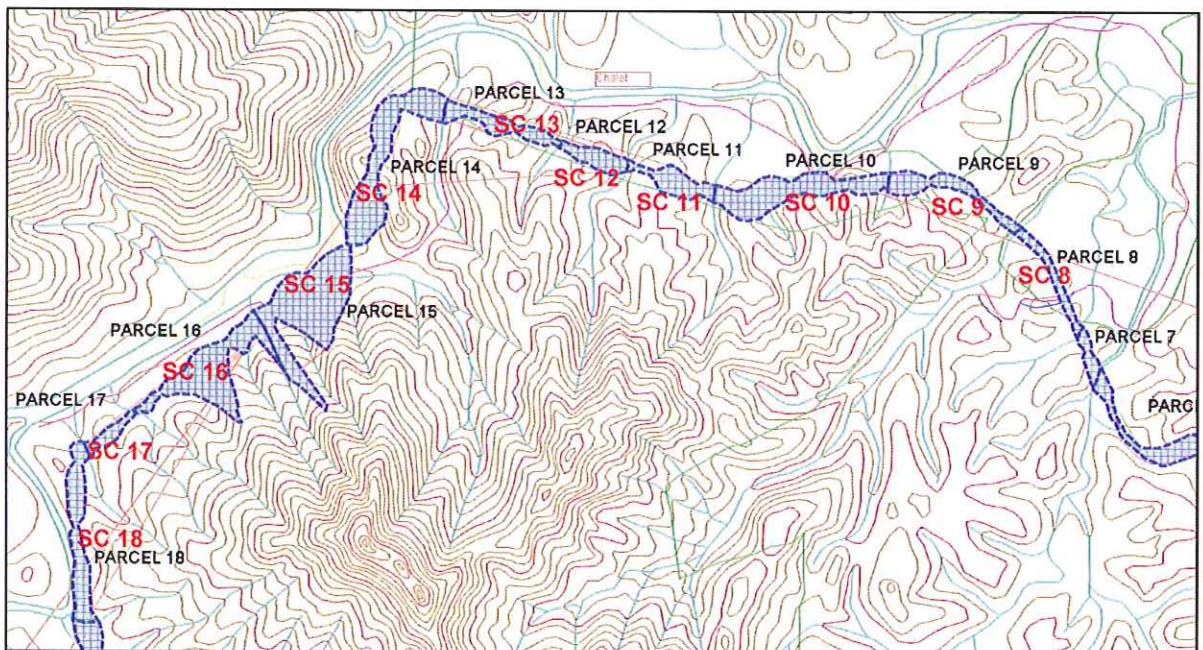 Chalet
PARCEL 13
SC 13
PARCEL 12
PARCEL 11
SC 12
PARCEL 14
SC 14
SC 11
PARCEL 10
SC 10
PARCEL 9
SC 9
PARCEL 8
SC 8
SC 15
PARCEL 15
PARCEL 16
PARCEL 7
SC 16
PARCEL 17
PARC
SC 17
SC 18
PARCEL 18